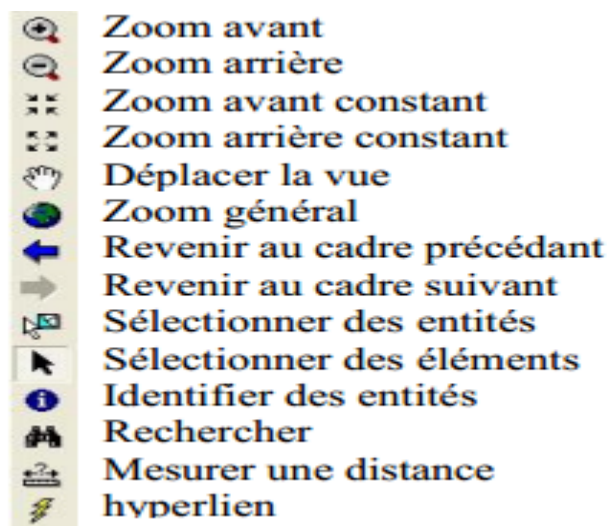 Zoom avant
Zoom arrière
Zoom avant constant
Zoom arrière constant
Déplacer la vue
Zoom général
Revenir au cadre précédant
Revenir au cadre suivant
Sélectionner des entités
Sélectionner des éléments
Identifier des entités
Rechercher
Mesurer une distance
hyperlien